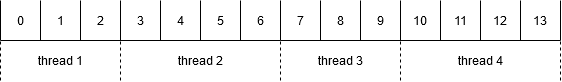 0 1 2 3 4 5 6 7 8 9 10 11 12 13
thread 1 thread 2 thread 3 thread 4